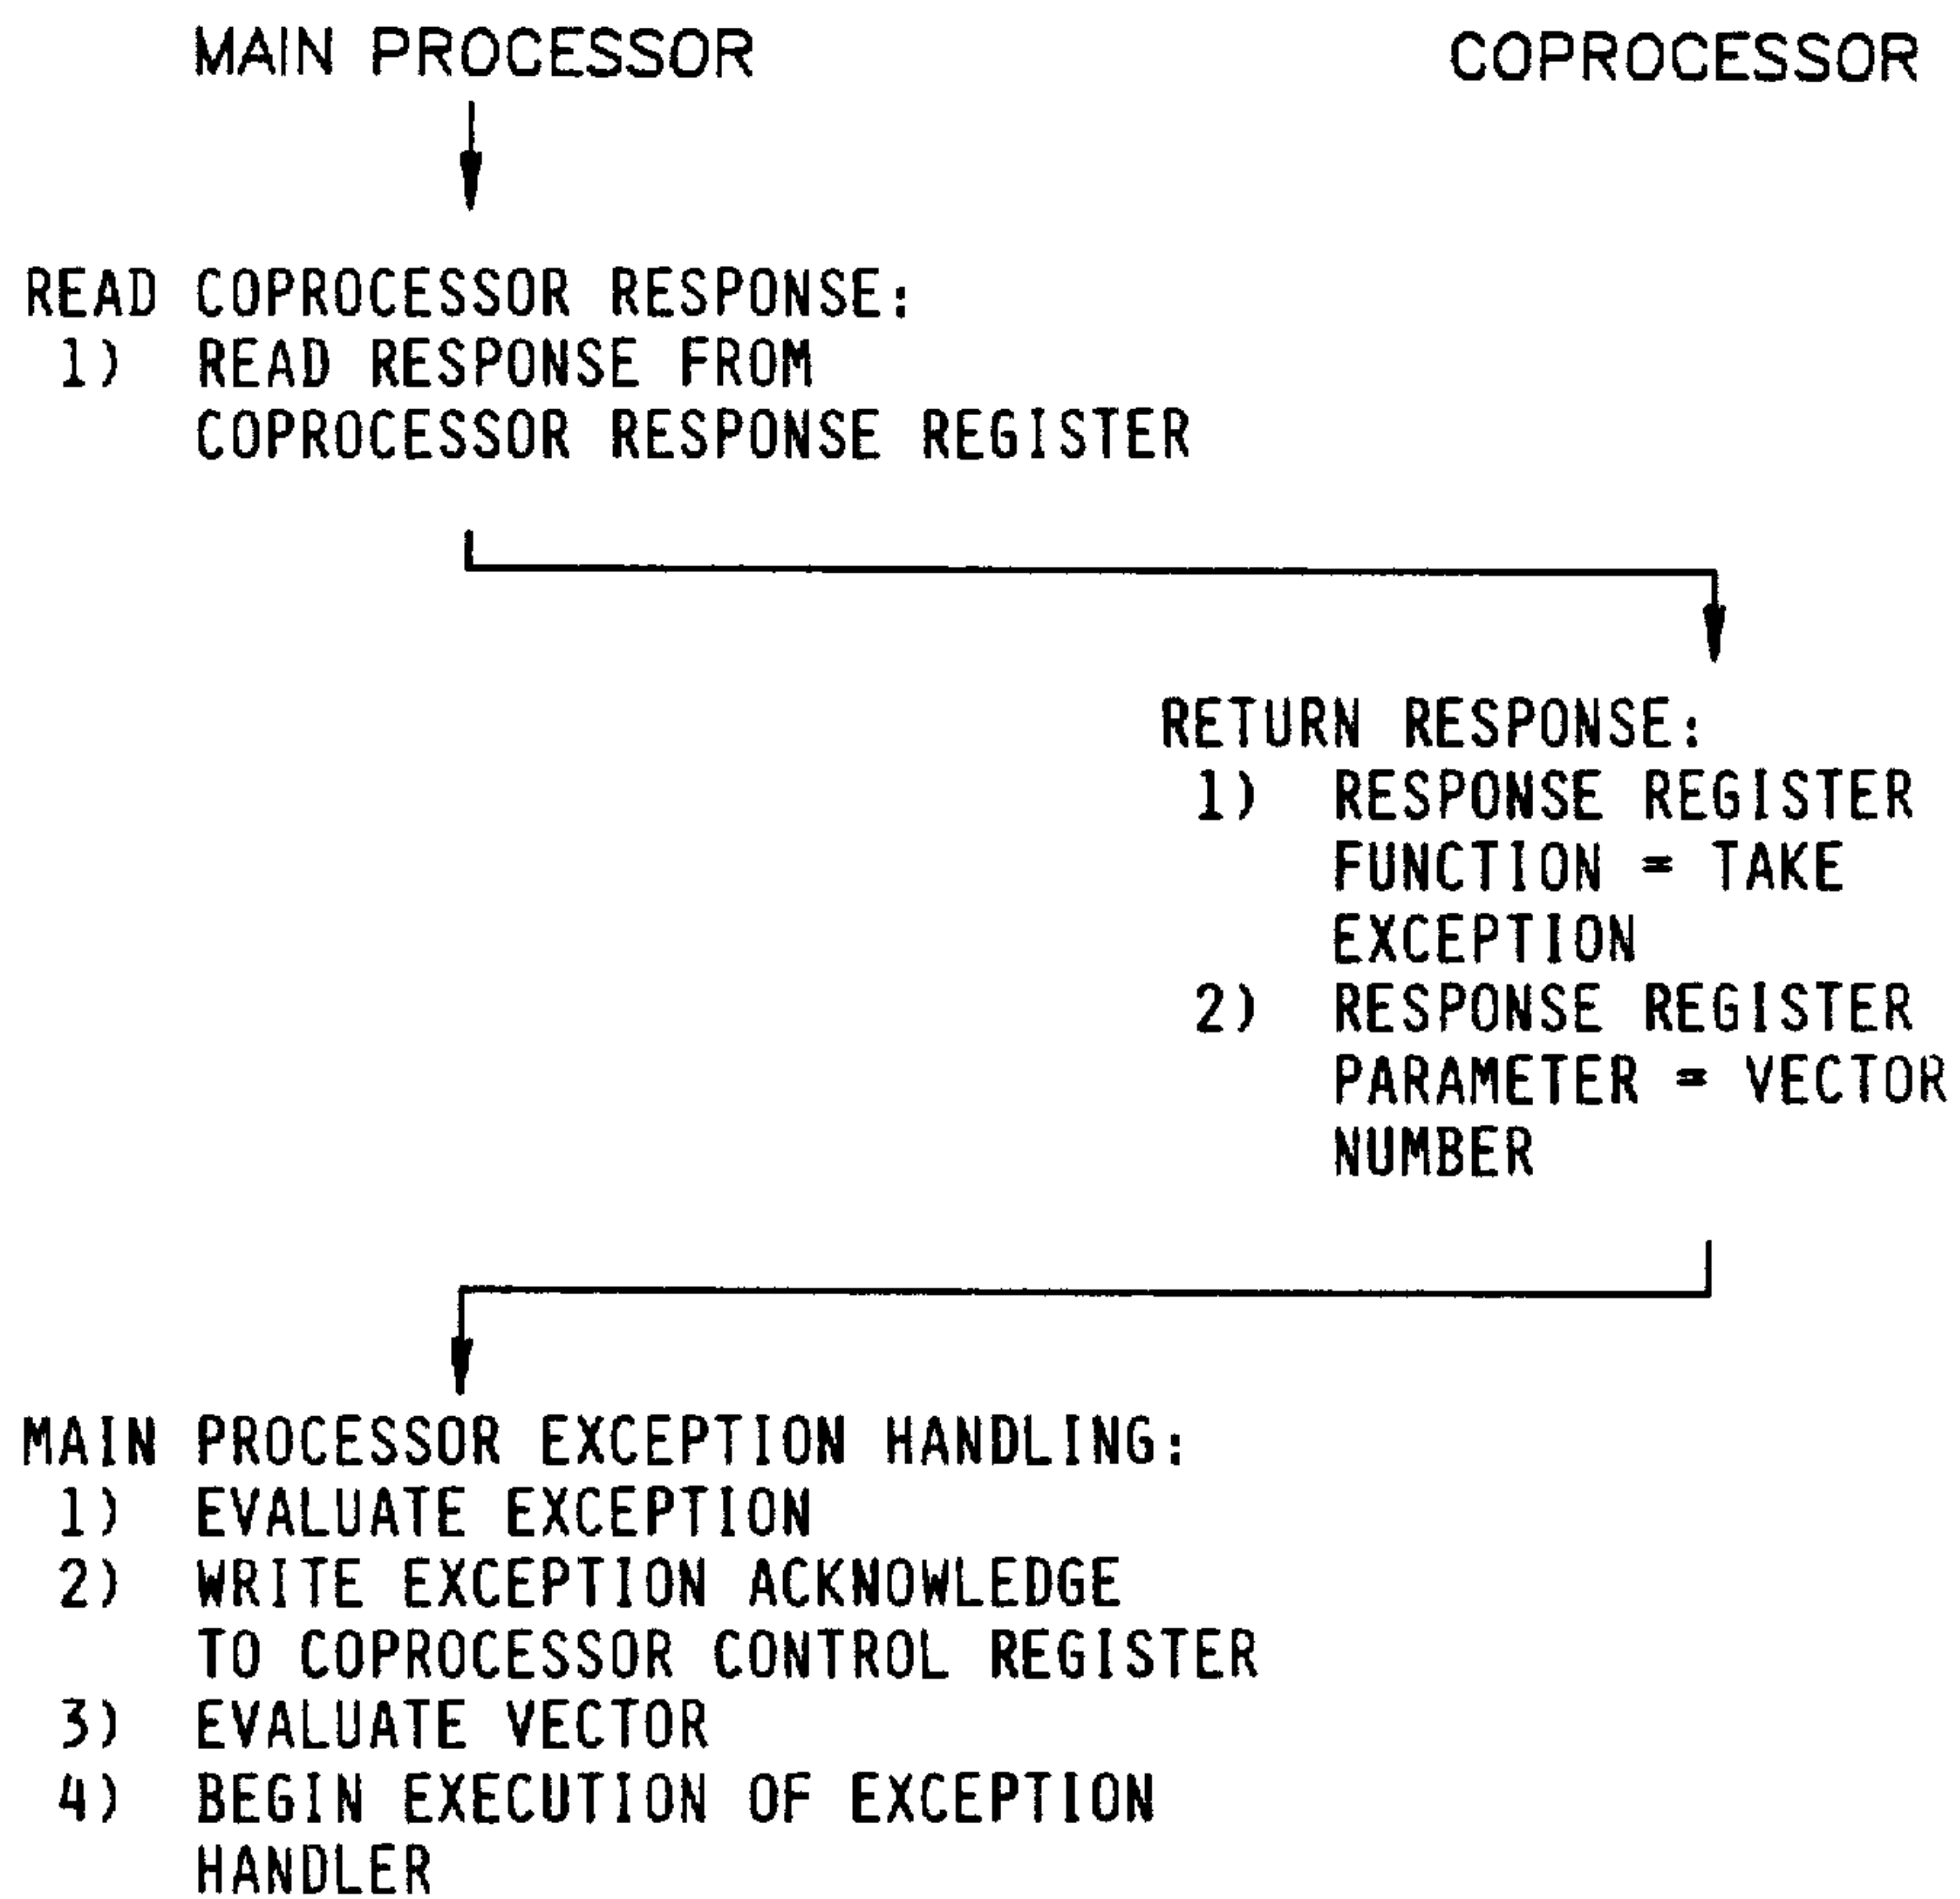 MAIN PROCESSOR
COPROCESSOR
READ COPROCESSOR RESPONSE:
1) READ RESPONSE FROM
COPROCESSOR RESPONSE REGISTER
RETURN RESPONSE:
1) RESPONSE REGISTER
FUNCTION = TAKE
EXCEPTION
2) RESPONSE REGISTER
PARAMETER = VECTOR
NUMBER
MAIN PROCESSOR EXCEPTION HANDLING:
1) EVALUATE EXCEPTION
2) WRITE EXCEPTION ACKNOWLEDGE
TO COPROCESSOR CONTROL REGISTER
3) EVALUATE VECTOR
4) BEGIN EXECUTION OF EXCEPTION
HANDLER